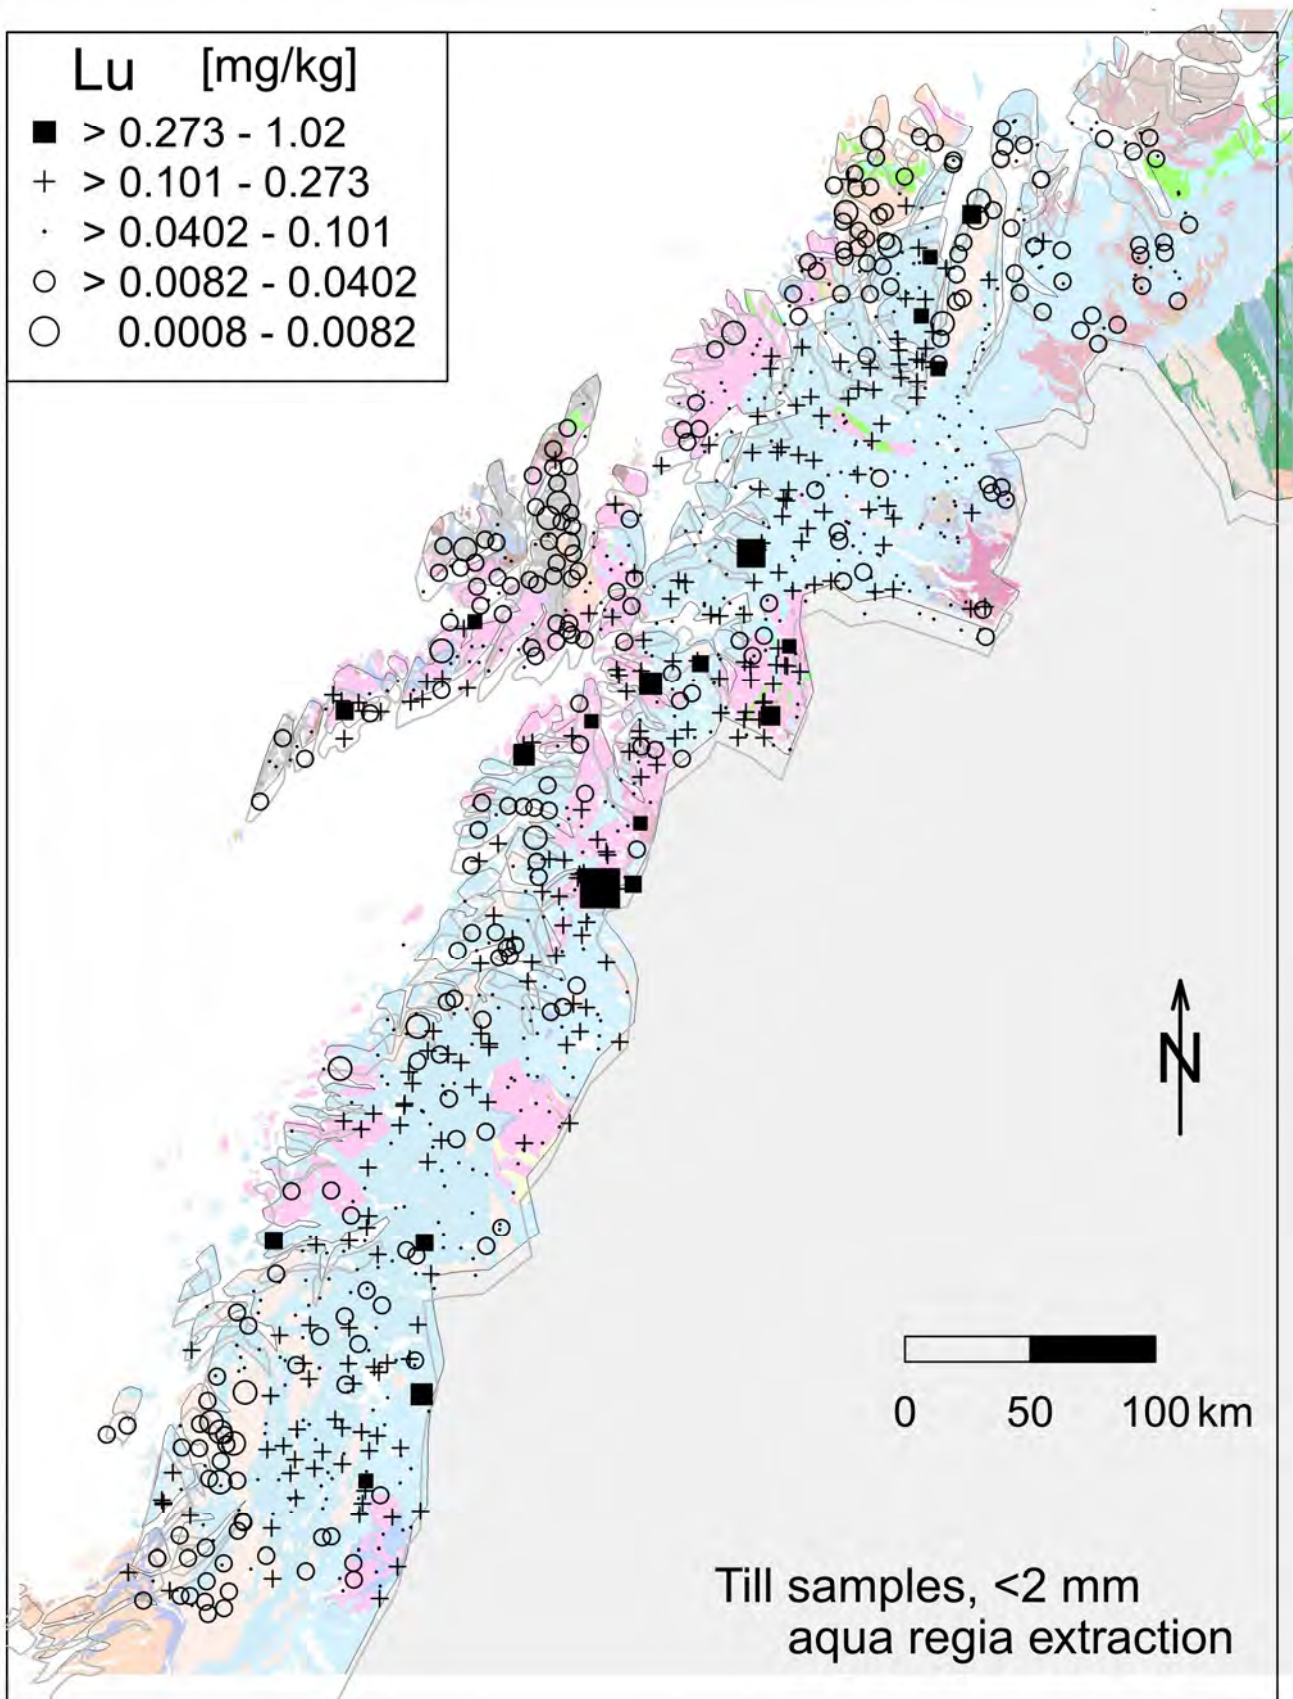 Lu [mg/kg]
> 0.273 - 1.02
> 0.101 - 0.273
> 0.0402 - 0.101
> 0.0082 - 0.0402
0.0008 - 0.0082
N
0 50 100 km
Till samples, <2 mm
aqua regia extraction